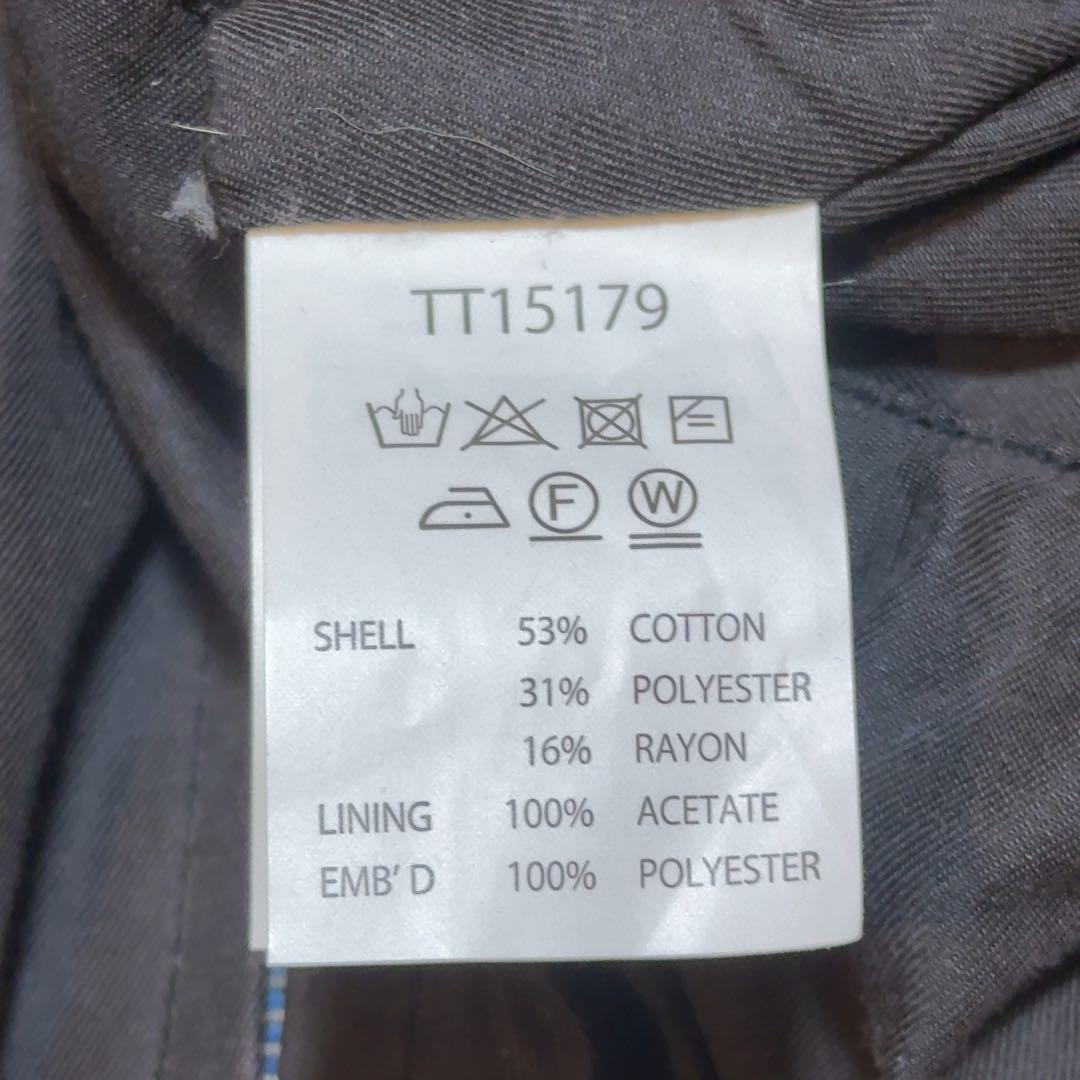 TT15179
F W
SHELL 53% COTTON
31% POLYESTER
16% RAYON
LINING 100% ACETATE
EMB' D 100% POLYESTER